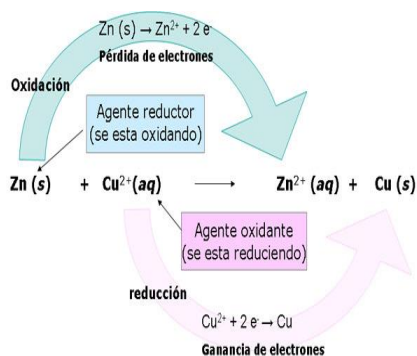 Zn (s) → Zn²⁺ + 2 e⁻
Pérdida de electrones
Oxidación
Agente reductor
(se esta oxidando)
Zn (s) + Cu²⁺(aq) → Zn²⁺ (aq) + Cu (s)
Agente oxidante
(se esta reduciendo)
reducción
Cu²⁺ + 2 e⁻ → Cu
Ganancia de electrones